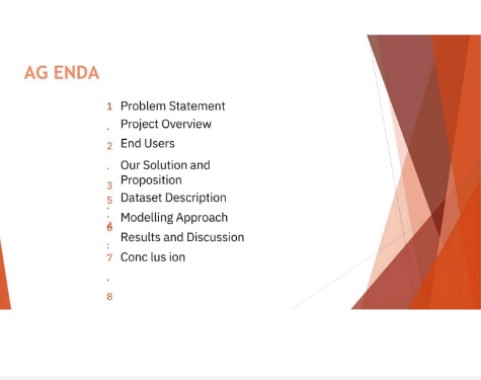 AG ENDA
1 Problem Statement
. Project Overview
2 End Users
. Our Solution and
3 Proposition
5 Dataset Description
Modelling Approach
6
: Results and Discussion
7 Conc lus ion
.
8